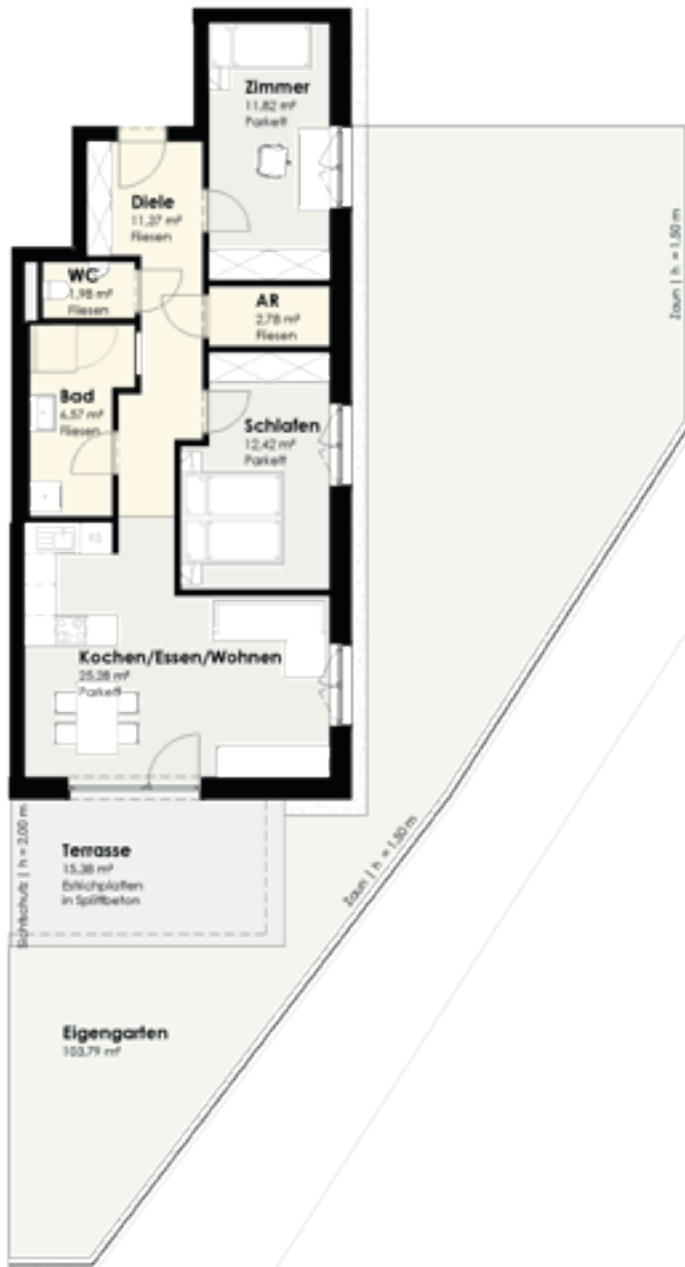 Zimmer
11,82 m²
Parkett
Diele
11,37 m²
Fliesen
WC
1,98 m²
Fliesen
AR
2,78 m²
Fliesen
Bad
6,57 m²
Fliesen
Schlafen
12,42 m²
Parkett
KS
Kochen/Essen/Wohnen
25,28 m²
Parkett
Terrasse
15,38 m²
Estrichplatten
in Splittbeton
Sichtschutz | h = 2,00 m
Eigengarten
103,79 m²
Zaun | h = 1,50 m
Zaun | h = 1,50 m